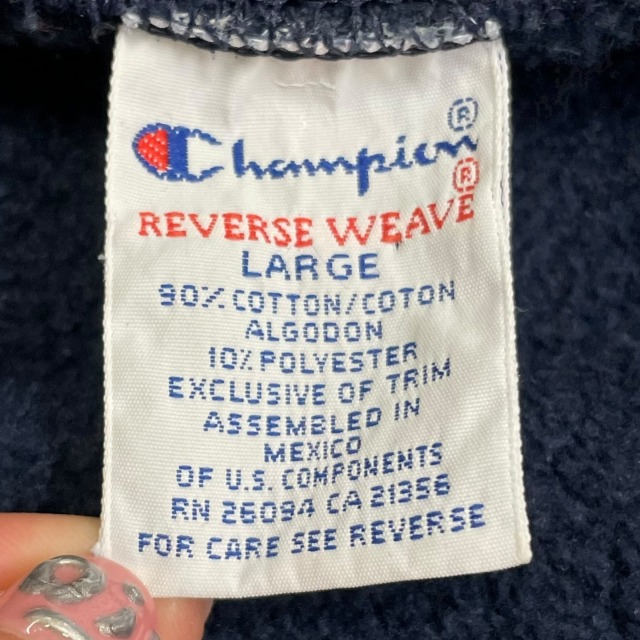 Champion®
REVERSE WEAVE®
LARGE
90% COTTON/COTON
ALGODON
10% POLYESTER
EXCLUSIVE OF TRIM
ASSEMBLED IN
MEXICO
OF U.S. COMPONENTS
RN 26094 CA 21356
FOR CARE SEE REVERSE